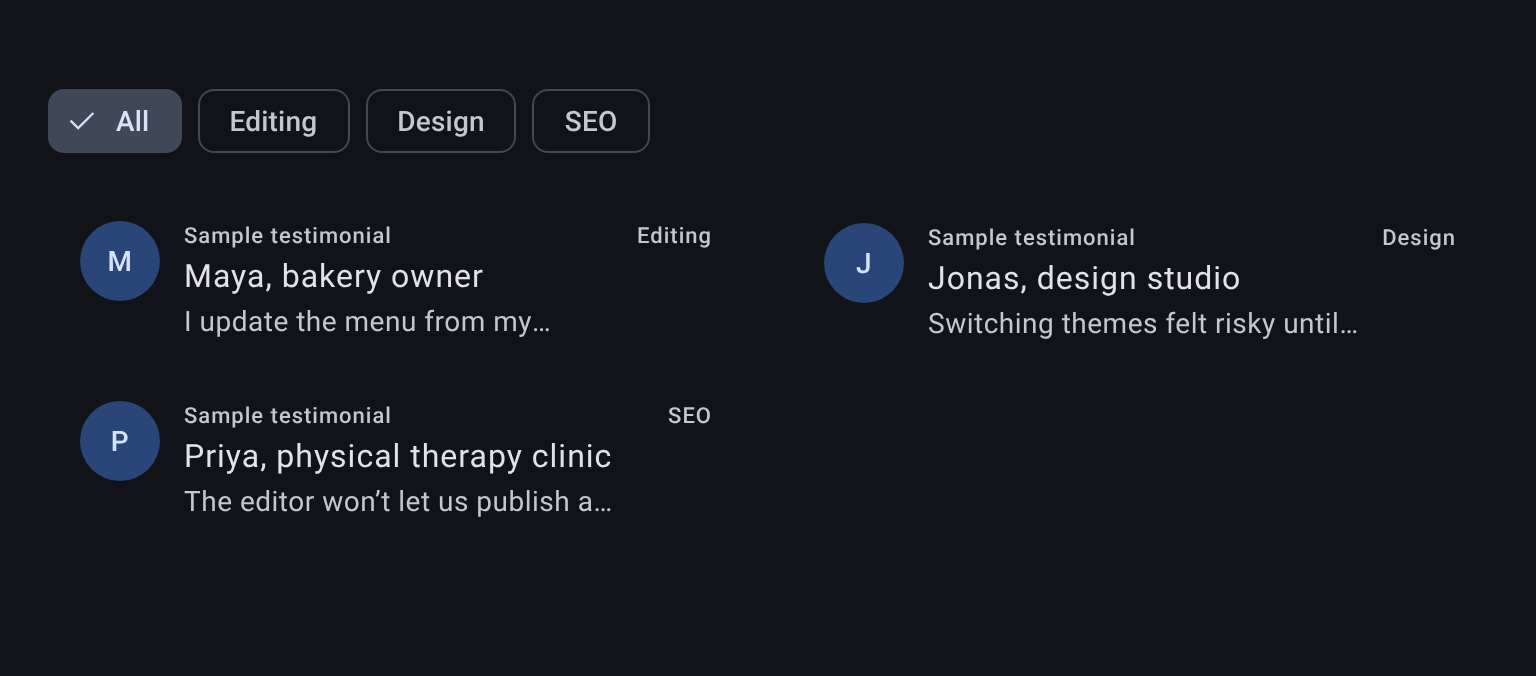 All
Editing
Design
SEO
M
Sample testimonial
Editing
Maya, bakery owner
I update the menu from my…
J
Sample testimonial
Design
Jonas, design studio
Switching themes felt risky until…
P
Sample testimonial
SEO
Priya, physical therapy clinic
The editor won’t let us publish a…